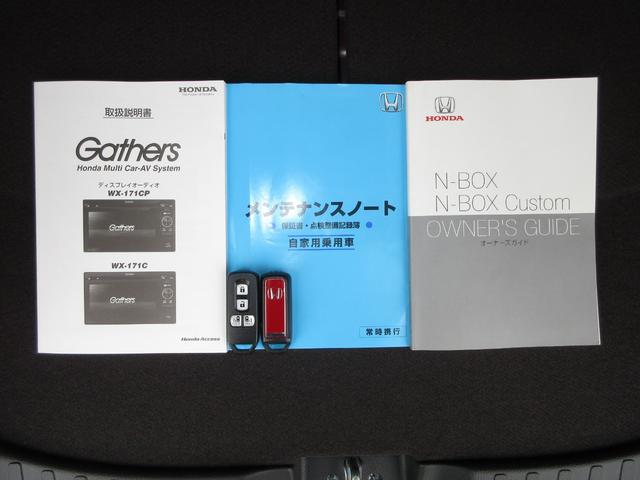 HONDA
取扱説明書
Gathers
Honda Multi Car-AV System
ディスプレイオーディオ
WX-171CP
Gathers
WX-171C
Gathers
Honda Access
メンテナンスノート
保証書・点検整備記録簿
自家用乗用車
常時携行
HONDA
N-BOX
N-BOX Custom
OWNER'S GUIDE
オーナーズガイド